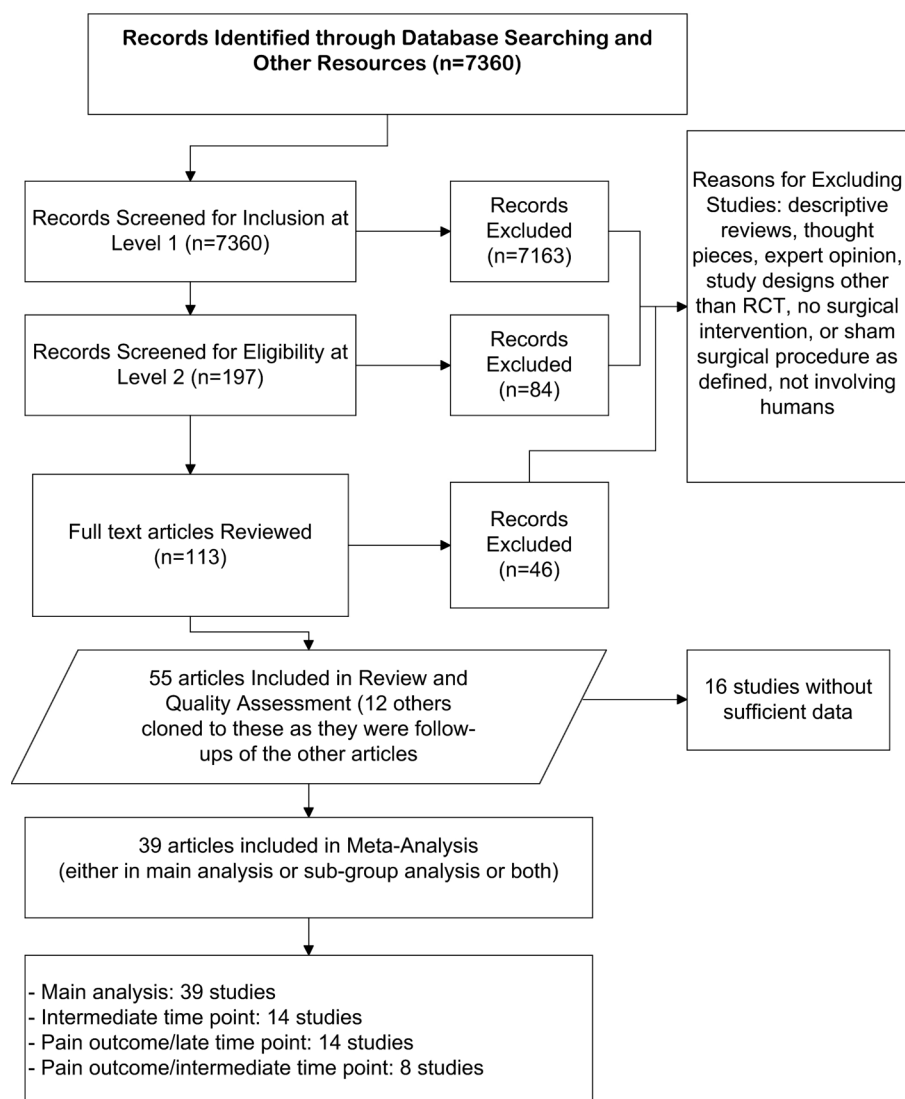 Records Identified through Database Searching and
Other Resources (n=7360)
Records Screened for Inclusion at
Level 1 (n=7360)
Records
Excluded
(n=7163)
Reasons for Excluding
Studies: descriptive
reviews, thought
pieces, expert opinion,
study designs other
than RCT, no surgical
intervention, or sham
surgical procedure as
defined, not involving
humans
Records Screened for Eligibility at
Level 2 (n=197)
Records
Excluded
(n=84)
Full text articles Reviewed
(n=113)
Records
Excluded
(n=46)
55 articles Included in Review and
Quality Assessment (12 others
cloned to these as they were follow-
ups of the other articles
16 studies without
sufficient data
39 articles included in Meta-Analysis
(either in main analysis or sub-group analysis or both)
- Main analysis: 39 studies
- Intermediate time point: 14 studies
- Pain outcome/late time point: 14 studies
- Pain outcome/intermediate time point: 8 studies